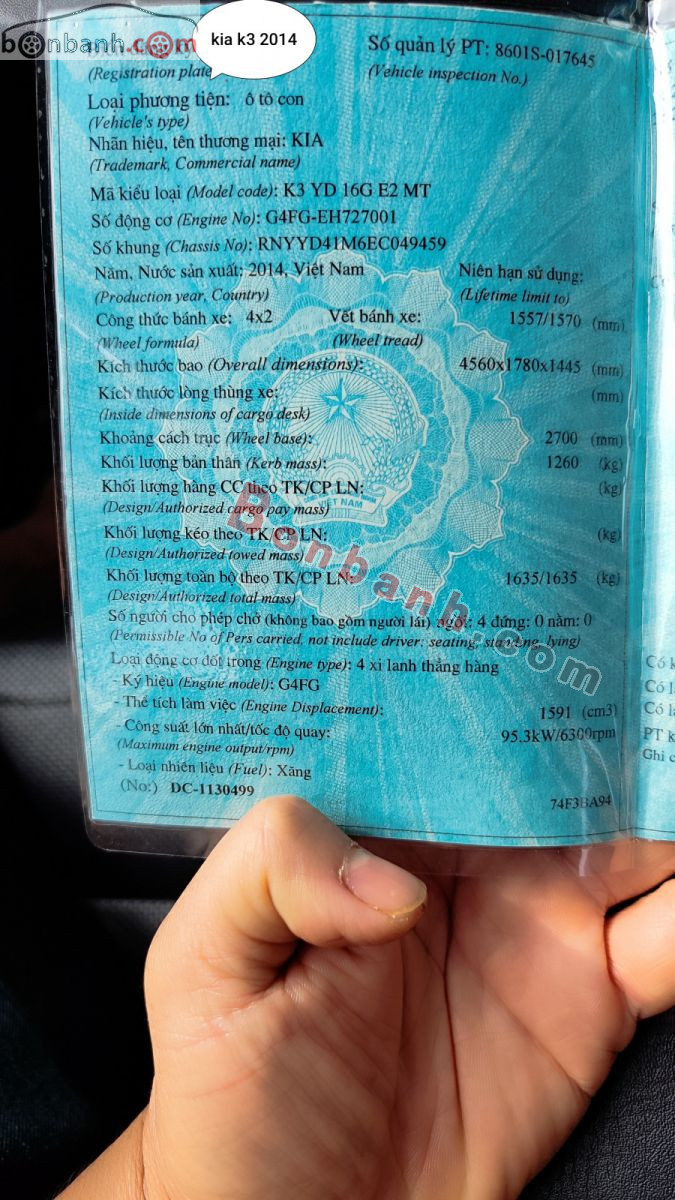 bonbanh.com
kia k3 2014
Số quản lý PT: 8601S-017645
(Registration plate
(Vehicle inspection No.)
Loại phương tiện: ô tô con
(Vehicle's type)
Nhãn hiệu, tên thương mại: KIA
(Trademark, Commercial name)
Mã kiểu loại (Model code): K3 YD 16G E2 MT
Số động cơ (Engine No): G4FG-EH727001
Số khung (Chassis No): RNYYD41M6EC049459
Năm, Nước sản xuất: 2014, Việt Nam Niên hạn sử dụng:
(Production year, Country) (Lifetime limit to)
Công thức bánh xe: 4x2 Vết bánh xe: 1557/1570 (mm)
(Wheel formula) (Wheel tread)
Kích thước bao (Overall dimensions): 4560x1780x1445 (mm)
Kích thước lòng thùng xe: (mm)
(Inside dimensions of cargo desk)
Khoảng cách trục (Wheel base): 2700 (mm)
Khối lượng bản thân (Kerb mass): 1260 (kg)
Khối lượng hàng CC theo TK/CP LN: (kg)
(Design/Authorized cargo pay mass)
VIỆT NAM
Khối lượng kéo theo TK/CP LN: (kg)
(Design/Authorized towed mass)
Khối lượng toàn bộ theo TK/CP LN: 1635/1635 (kg)
(Design/Authorized total mass)
Số người cho phép chở (không bao gồm người lái) ngồi: 4 đứng: 0 nằm: 0
(Permissible No of Pers carried, not include driver: seating, standing, lying)
Loại động cơ đốt trong (Engine type): 4 xi lanh thẳng hàng
- Ký hiệu (Engine model): G4FG
- Thể tích làm việc (Engine Displacement): 1591 (cm3)
- Công suất lớn nhất/tốc độ quay: 95.3kW/6300rpm
(Maximum engine output/rpm)
- Loại nhiên liệu (Fuel): Xăng
(No:) DC-1130499
74F3BA94
Bonbanh.com
Có
Có
Có
PT
Ghi